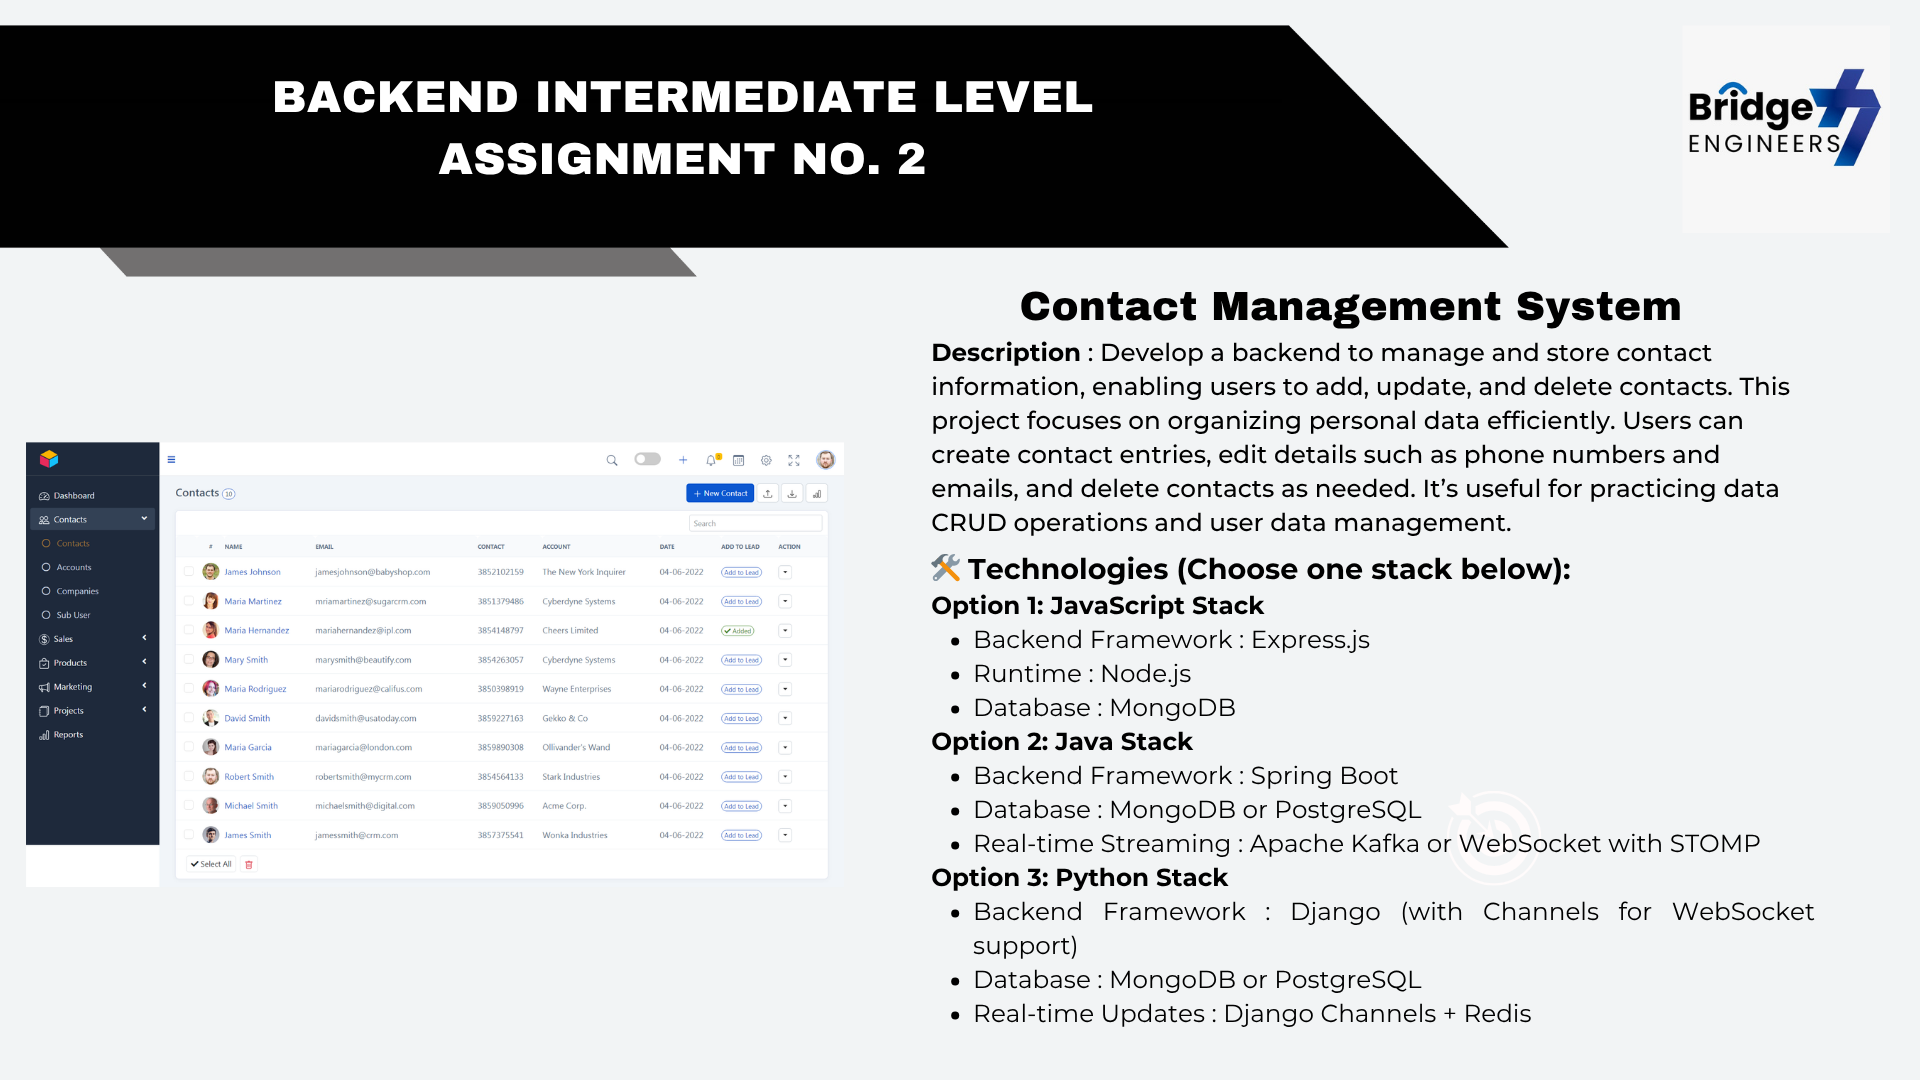 BACKEND INTERMEDIATE LEVEL
ASSIGNMENT NO. 2
Bridge
ENGINEERS
Contact Management System
Description : Develop a backend to manage and store contact
information, enabling users to add, update, and delete contacts. This
project focuses on organizing personal data efficiently. Users can
create contact entries, edit details such as phone numbers and
emails, and delete contacts as needed. It’s useful for practicing data
CRUD operations and user data management.
🛠 Technologies (Choose one stack below):
Option 1: JavaScript Stack
• Backend Framework : Express.js
• Runtime : Node.js
• Database : MongoDB
Option 2: Java Stack
• Backend Framework : Spring Boot
• Database : MongoDB or PostgreSQL
• Real-time Streaming : Apache Kafka or WebSocket with STOMP
Option 3: Python Stack
• Backend Framework : Django (with Channels for WebSocket
support)
• Database : MongoDB or PostgreSQL
• Real-time Updates : Django Channels + Redis
Dashboard
Contacts
Contacts
Accounts
Companies
Sub User
Sales
Products
Marketing
Projects
Reports
Contacts 10
+ New Contact
Search
# NAME EMAIL CONTACT ACCOUNT DATE ADD TO LEAD ACTION
James Johnson jamesjohnson@babyshop.com 3852102159 The New York Inquirer 04-06-2022 Add to Lead
Maria Martinez mriamartinez@sugarcrm.com 3851379486 Cyberdyne Systems 04-06-2022 Add to Lead
Maria Hernandez mariahernandez@ipl.com 3854148797 Cheers Limited 04-06-2022 ✔ Added
Mary Smith marysmith@beautify.com 3854263057 Cyberdyne Systems 04-06-2022 Add to Lead
Maria Rodriguez mariarodriguez@califus.com 3850398919 Wayne Enterprises 04-06-2022 Add to Lead
David Smith davidsmith@usatoday.com 3859227163 Gekko & Co 04-06-2022 Add to Lead
Maria Garcia mariagarcia@london.com 3859890308 Ollivander's Wand 04-06-2022 Add to Lead
Robert Smith robertsmith@mycrm.com 3854564133 Stark Industries 04-06-2022 Add to Lead
Michael Smith michaelsmith@digital.com 3859050996 Acme Corp. 04-06-2022 Add to Lead
James Smith jamessmith@crm.com 3857375541 Wonka Industries 04-06-2022 Add to Lead
✔ Select All